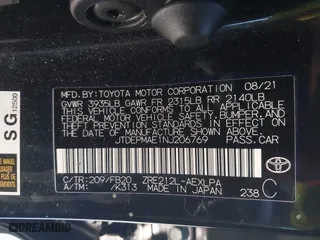 MFD. BY: TOYOTA MOTOR CORPORATION 08/21
GVWR 3935LB GAWR FR 2315LB RR 2140LB
THIS VEHICLE CONFORMS TO ALL APPLICABLE
FEDERAL MOTOR VEHICLE SAFETY,
BUMPER, AND THEFT PREVENTION STANDARDS
IN EFFECT ON THE DATE OF MANUFACTURE
SHOWN ABOVE.
JTDEPMAE1NJ206769 PASS.CAR
C/TR: 209/FB20 ZRE212L-AEXLPA
A/TM: /K313 MADE IN JAPAN 238 C
TOYOTA
SG
12S00